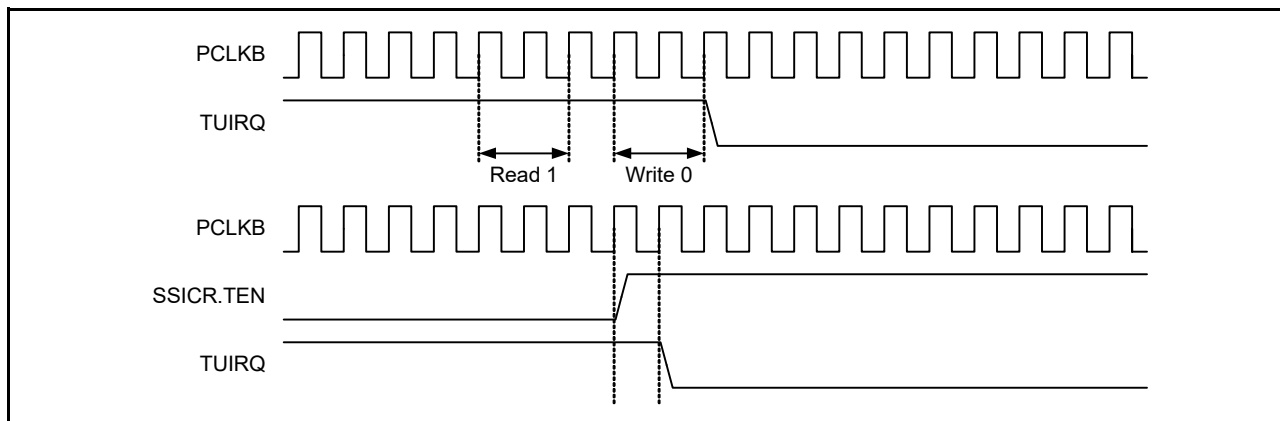 PCLKB
TUIRQ
Read 1 Write 0
PCLKB
SSICR.TEN
TUIRQ